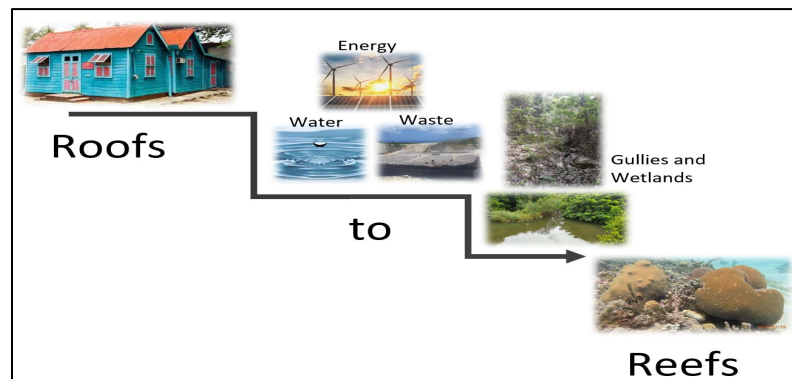 Energy
Water
Waste
Roofs
Gullies and
Wetlands
to
Reefs